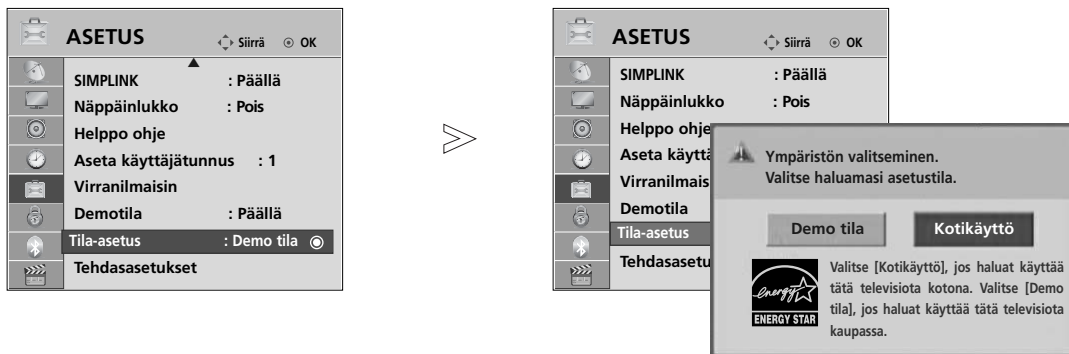 ASETUS
Siirrä OK
SIMPLINK : Päällä
Näppäinlukko : Pois
Helppo ohje
Aseta käyttäjätunnus : 1
Virranilmaisin
Demotila : Päällä
Tila-asetus : Demo tila
Tehdasasetukset
ASETUS
Siirrä OK
SIMPLINK : Päällä
Näppäinlukko : Pois
Helppo ohje
Aseta käyttä
Virranilmais
Demotila
Tila-asetus
Tehdasasetu
Ympäristön valitseminen.
Valitse haluamasi asetustila.
Demo tila Kotikäyttö
energy
ENERGY STAR
Valitse [Kotikäyttö], jos haluat käyttää
tätä televisiota kotona. Valitse [Demo
tila], jos haluat käyttää tätä televisiota
kaupassa.